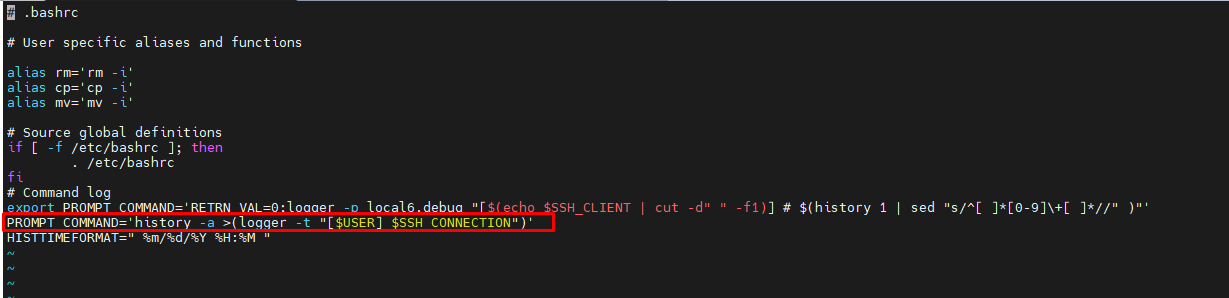 # .bashrc
# User specific aliases and functions
alias rm='rm -i'
alias cp='cp -i'
alias mv='mv -i'
# Source global definitions
if [ -f /etc/bashrc ]; then
        . /etc/bashrc
fi
# Command log
export PROMPT_COMMAND='RETRN_VAL=0;logger -p local6.debug "[$(echo $SSH_CLIENT | cut -d" " -f1)] # $(history 1 | sed "s/^[ ]*[0-9]\+[ ]*//" )"'
PROMPT_COMMAND='history -a >(logger -t "[$USER] $SSH_CONNECTION")'
HISTTIMEFORMAT=" %m/%d/%Y %H:%M "
~
~
~
~